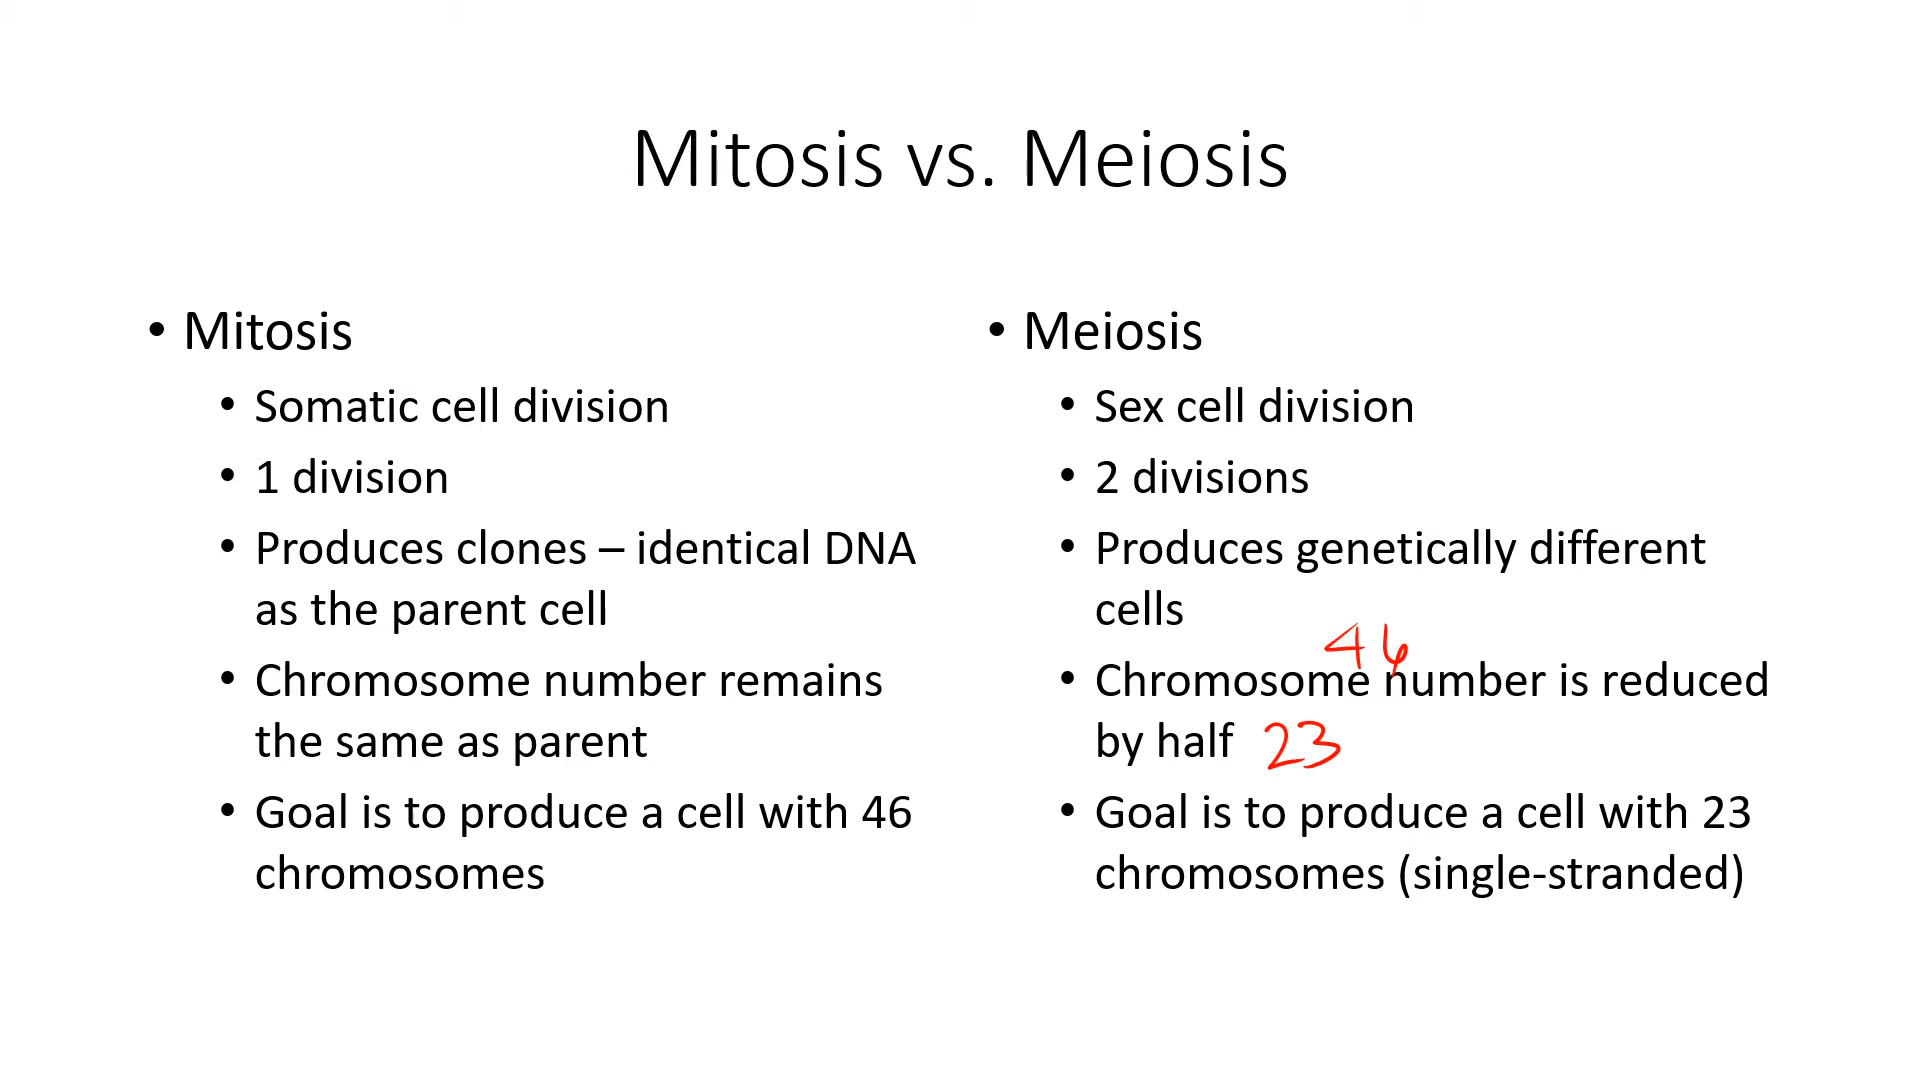 Mitosis vs. Meiosis
• Mitosis
• Somatic cell division
• 1 division
• Produces clones – identical DNA
as the parent cell
• Chromosome number remains
the same as parent
• Goal is to produce a cell with 46
chromosomes
• Meiosis
• Sex cell division
• 2 divisions
• Produces genetically different
cells
46
• Chromosome number is reduced
by half 23
• Goal is to produce a cell with 23
chromosomes (single-stranded)